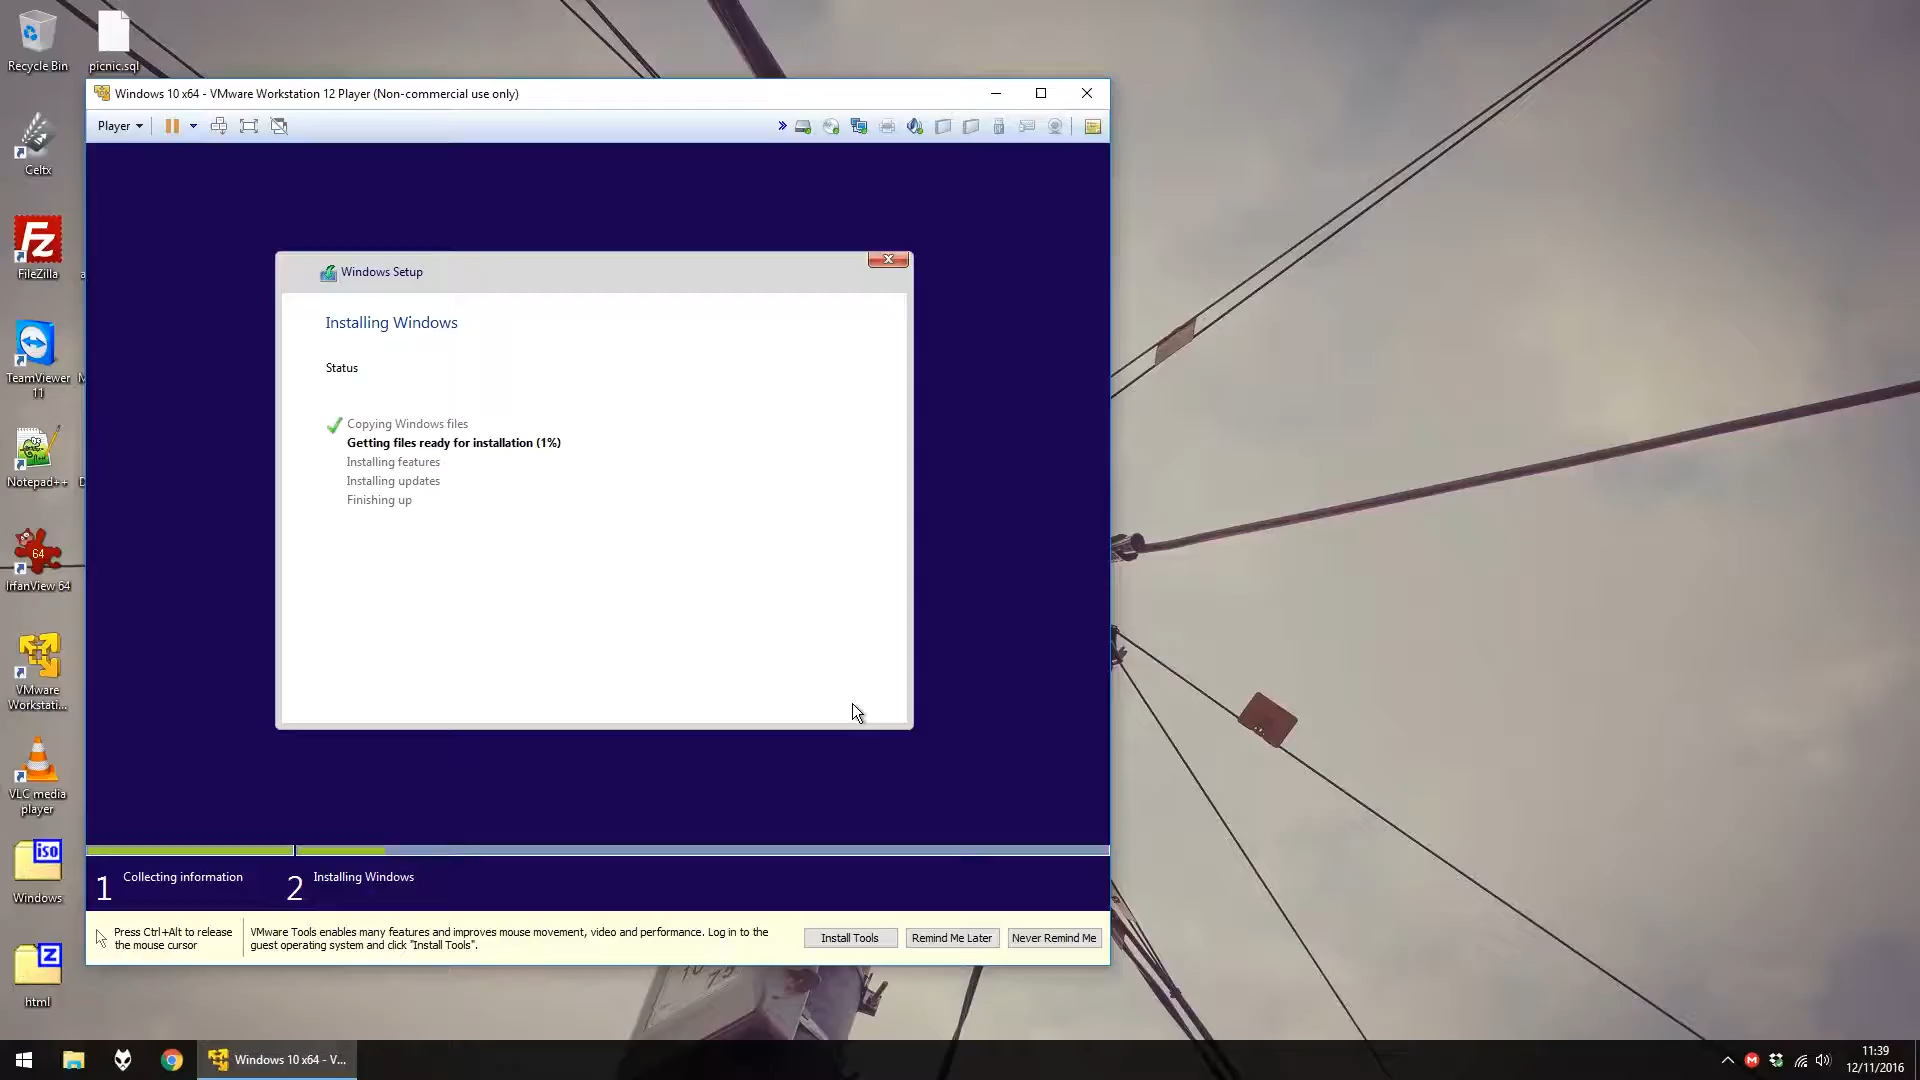 Recycle Bin
picnic.sql
Celtx
FileZilla
TeamViewer
11
Notepad++
64
IrfanView 64
VMware
Workstati...
VLC media
player
iso
Windows
Z
html
Windows 10 x64 - VMware Workstation 12 Player (Non-commercial use only)
Player
Windows Setup
Installing Windows
Status
Copying Windows files
Getting files ready for installation (1%)
Installing features
Installing updates
Finishing up
1 Collecting information
2 Installing Windows
Press Ctrl+Alt to release
the mouse cursor
VMware Tools enables many features and improves mouse movement, video and performance. Log in to the
guest operating system and click "Install Tools".
Install Tools
Remind Me Later
Never Remind Me
Windows 10 x64 - V...
11:39
12/11/2016